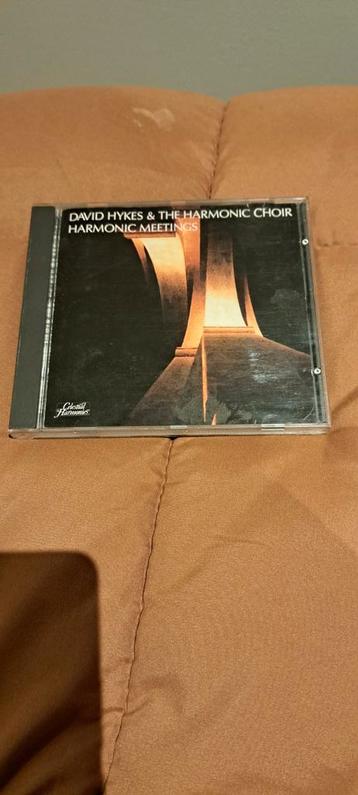 DAVID HYKES & THE HARMONIC CHOIR
HARMONIC MEETINGS
Celestial
Harmonies